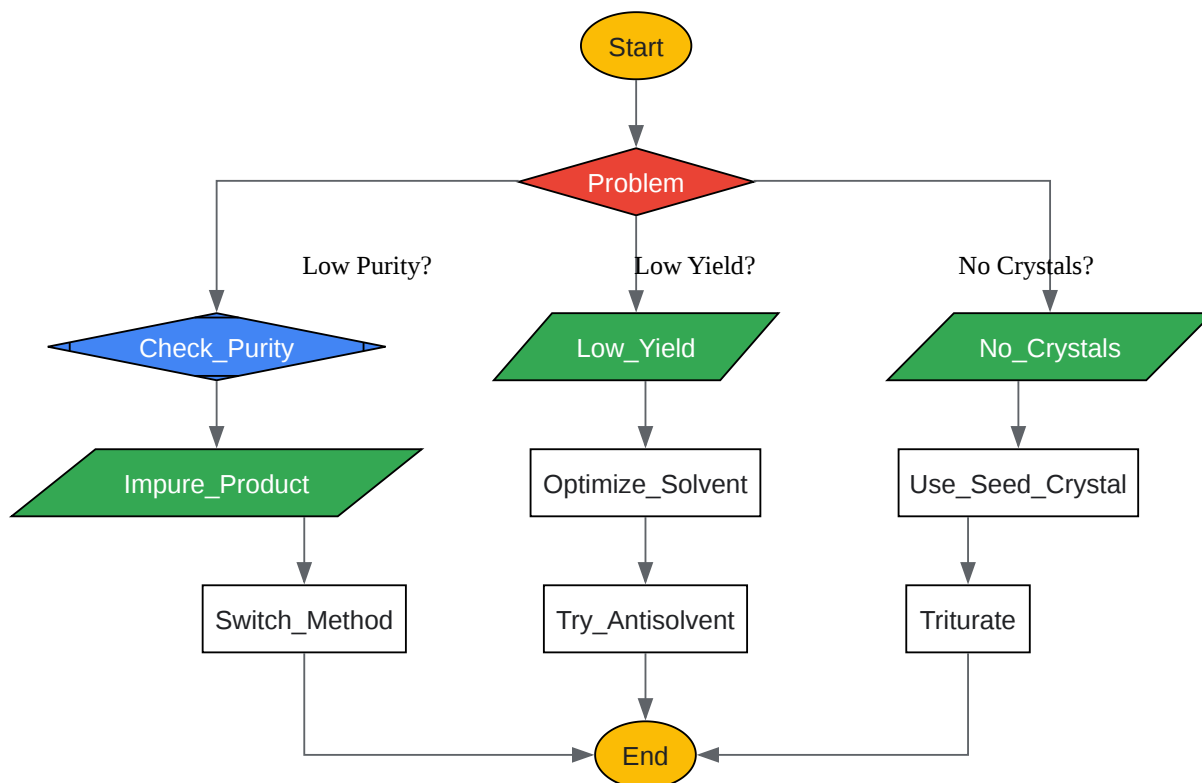 Start
Problem
Low Purity?
Low Yield?
No Crystals?
Check_Purity
Low_Yield
No_Crystals
Impure_Product
Optimize_Solvent
Use_Seed_Crystal
Switch_Method
Try_Antisolvent
Triturate
End